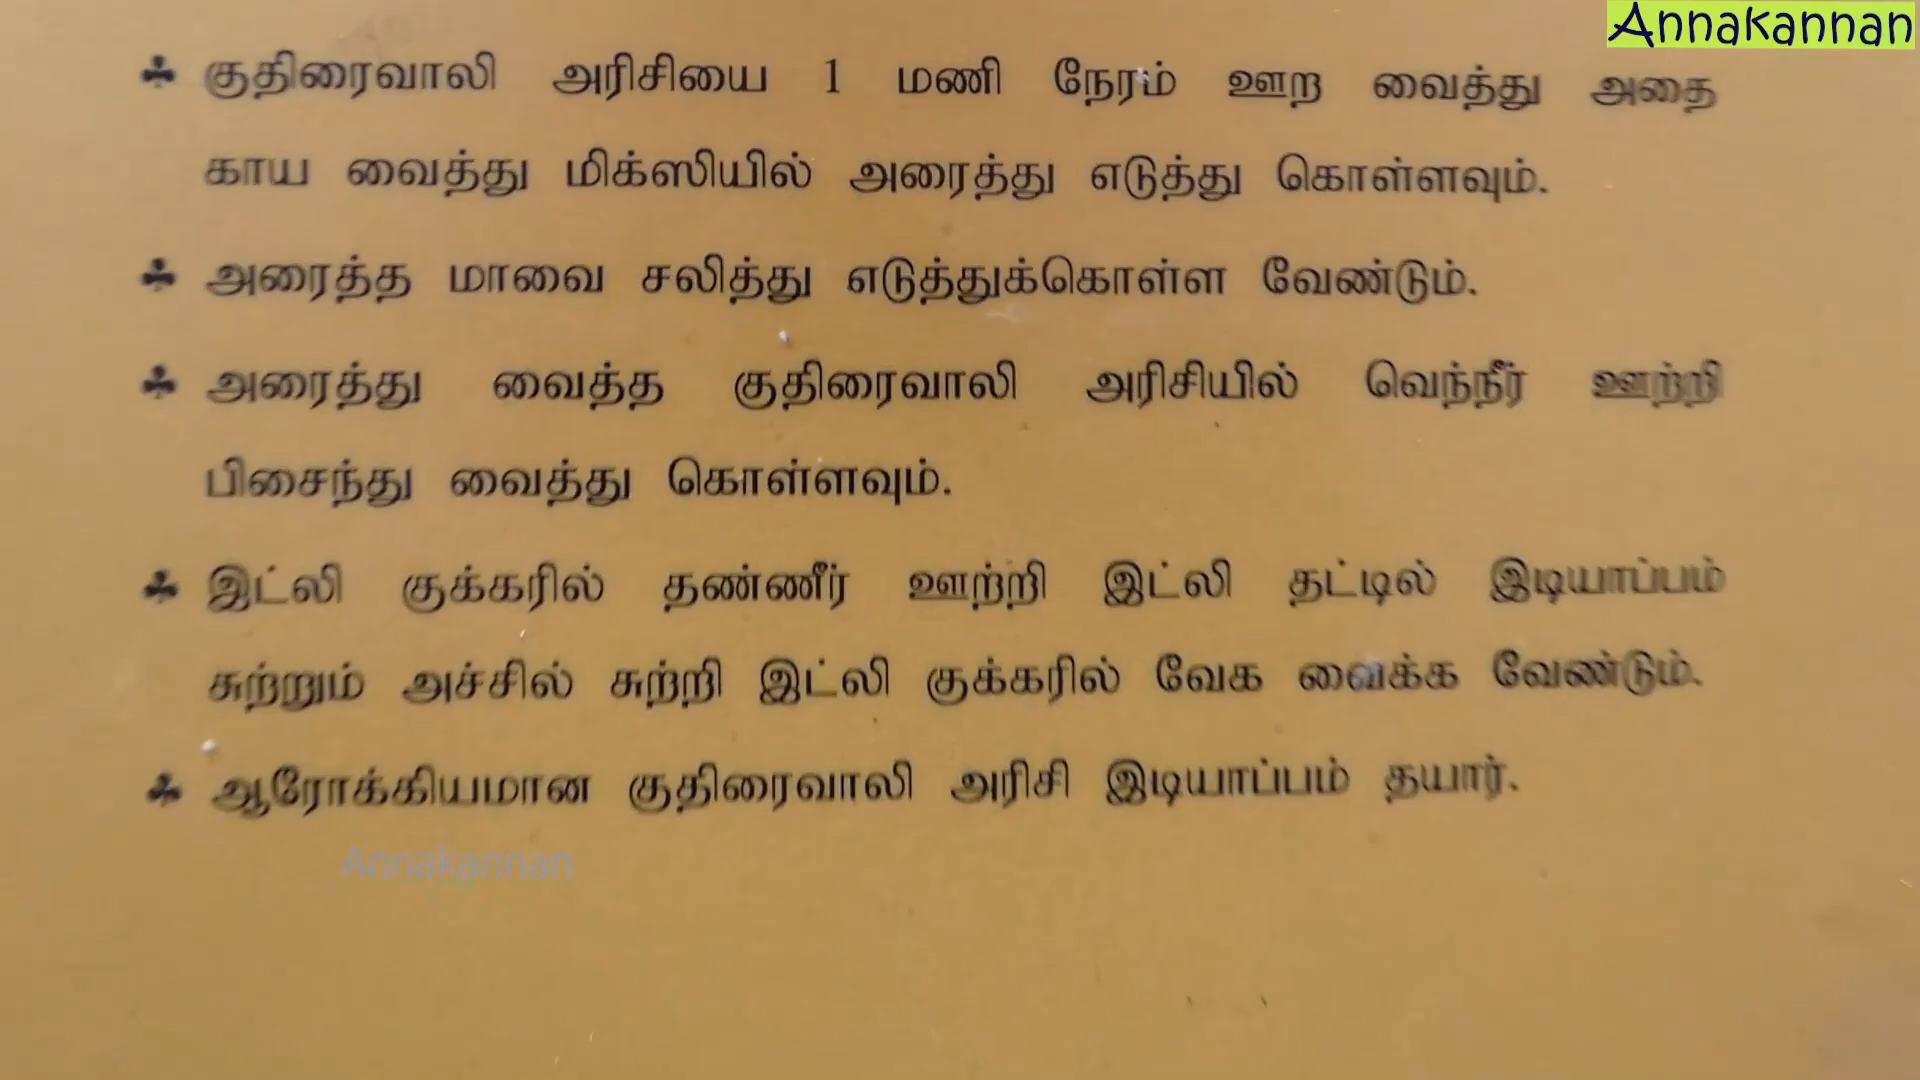 Annakannan
♣ குதிரைவாலி அரிசியை 1 மணி நேரம் ஊற வைத்து அதை
காய வைத்து மிக்ஸியில் அரைத்து எடுத்து கொள்ளவும்.
♣ அரைத்த மாவை சலித்து எடுத்துக்கொள்ள வேண்டும்.
♣ அரைத்து வைத்த குதிரைவாலி அரிசியில் வெந்நீர் ஊற்றி
பிசைந்து வைத்து கொள்ளவும்.
♣ இட்லி குக்கரில் தண்ணீர் ஊற்றி இட்லி தட்டில் இடியாப்பம்
சுற்றும் அச்சில் சுற்றி இட்லி குக்கரில் வேக வைக்க வேண்டும்.
♣ ஆரோக்கியமான குதிரைவாலி அரிசி இடியாப்பம் தயார்.
Annakannan